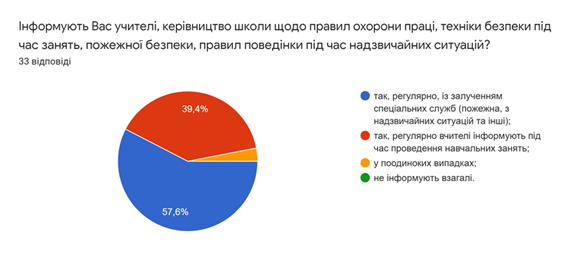 Інформують Вас учителі, керівництво школи щодо правил охорони праці, техніки безпеки під
час занять, пожежної безпеки, правил поведінки під час надзвичайних ситуацій?
33 відповіді
39,4%
57,6%
так, регулярно, із залученням
спеціальних служб (пожежна, з
надзвичайних ситуацій та інші);
так, регулярно вчителі інформують під
час проведення навчальних занять;
у поодиноких випадках;
не інформують взагалі.